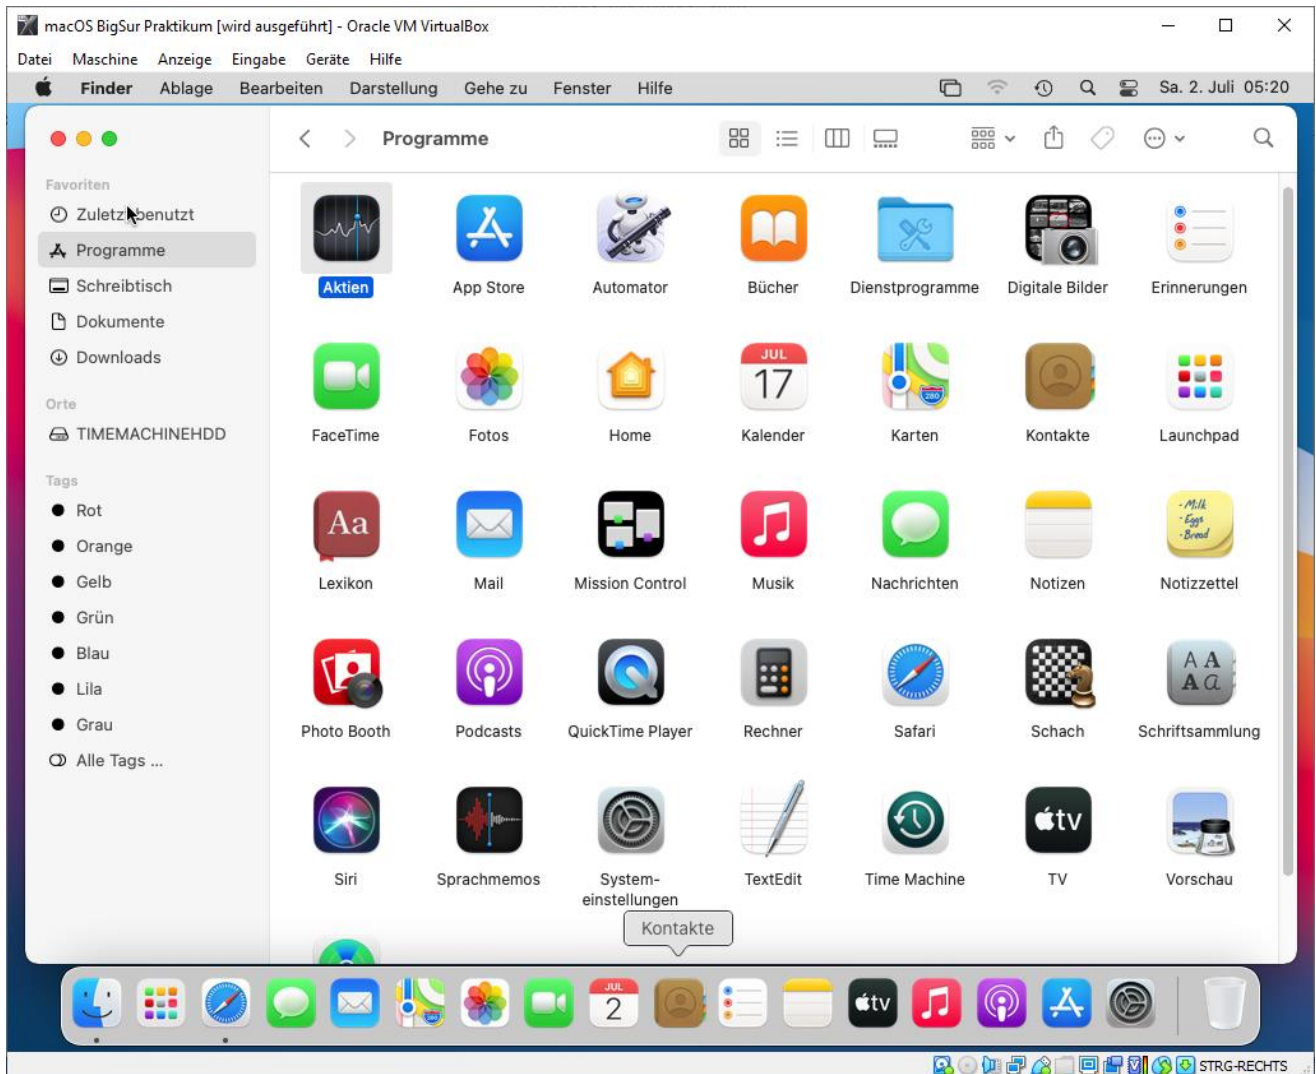 macOS BigSur Praktikum [wird ausgeführt] - Oracle VM VirtualBox
Datei Maschine Anzeige Eingabe Geräte Hilfe
Finder Ablage Bearbeiten Darstellung Gehe zu Fenster Hilfe Sa. 2. Juli 05:20
Programme
Favoriten
Zuletzt benutzt
Programme
Schreibtisch
Dokumente
Downloads
Orte
TIMEMACHINEHDD
Tags
Rot
Orange
Gelb
Grün
Blau
Lila
Grau
Alle Tags ...
Aktien App Store Automator Bücher Dienstprogramme Digitale Bilder Erinnerungen
JUL
17
280
FaceTime Fotos Home Kalender Karten Kontakte Launchpad
Aa
- Milk
- Eggs
- Bread
Lexikon Mail Mission Control Musik Nachrichten Notizen Notizzettel
A A
A a
Photo Booth Podcasts QuickTime Player Rechner Safari Schach Schriftsammlung
tv
Siri Sprachmemos System-
einstellungen TextEdit Time Machine TV Vorschau
Kontakte
280
JUL
2
tv
STRG-RECHTS